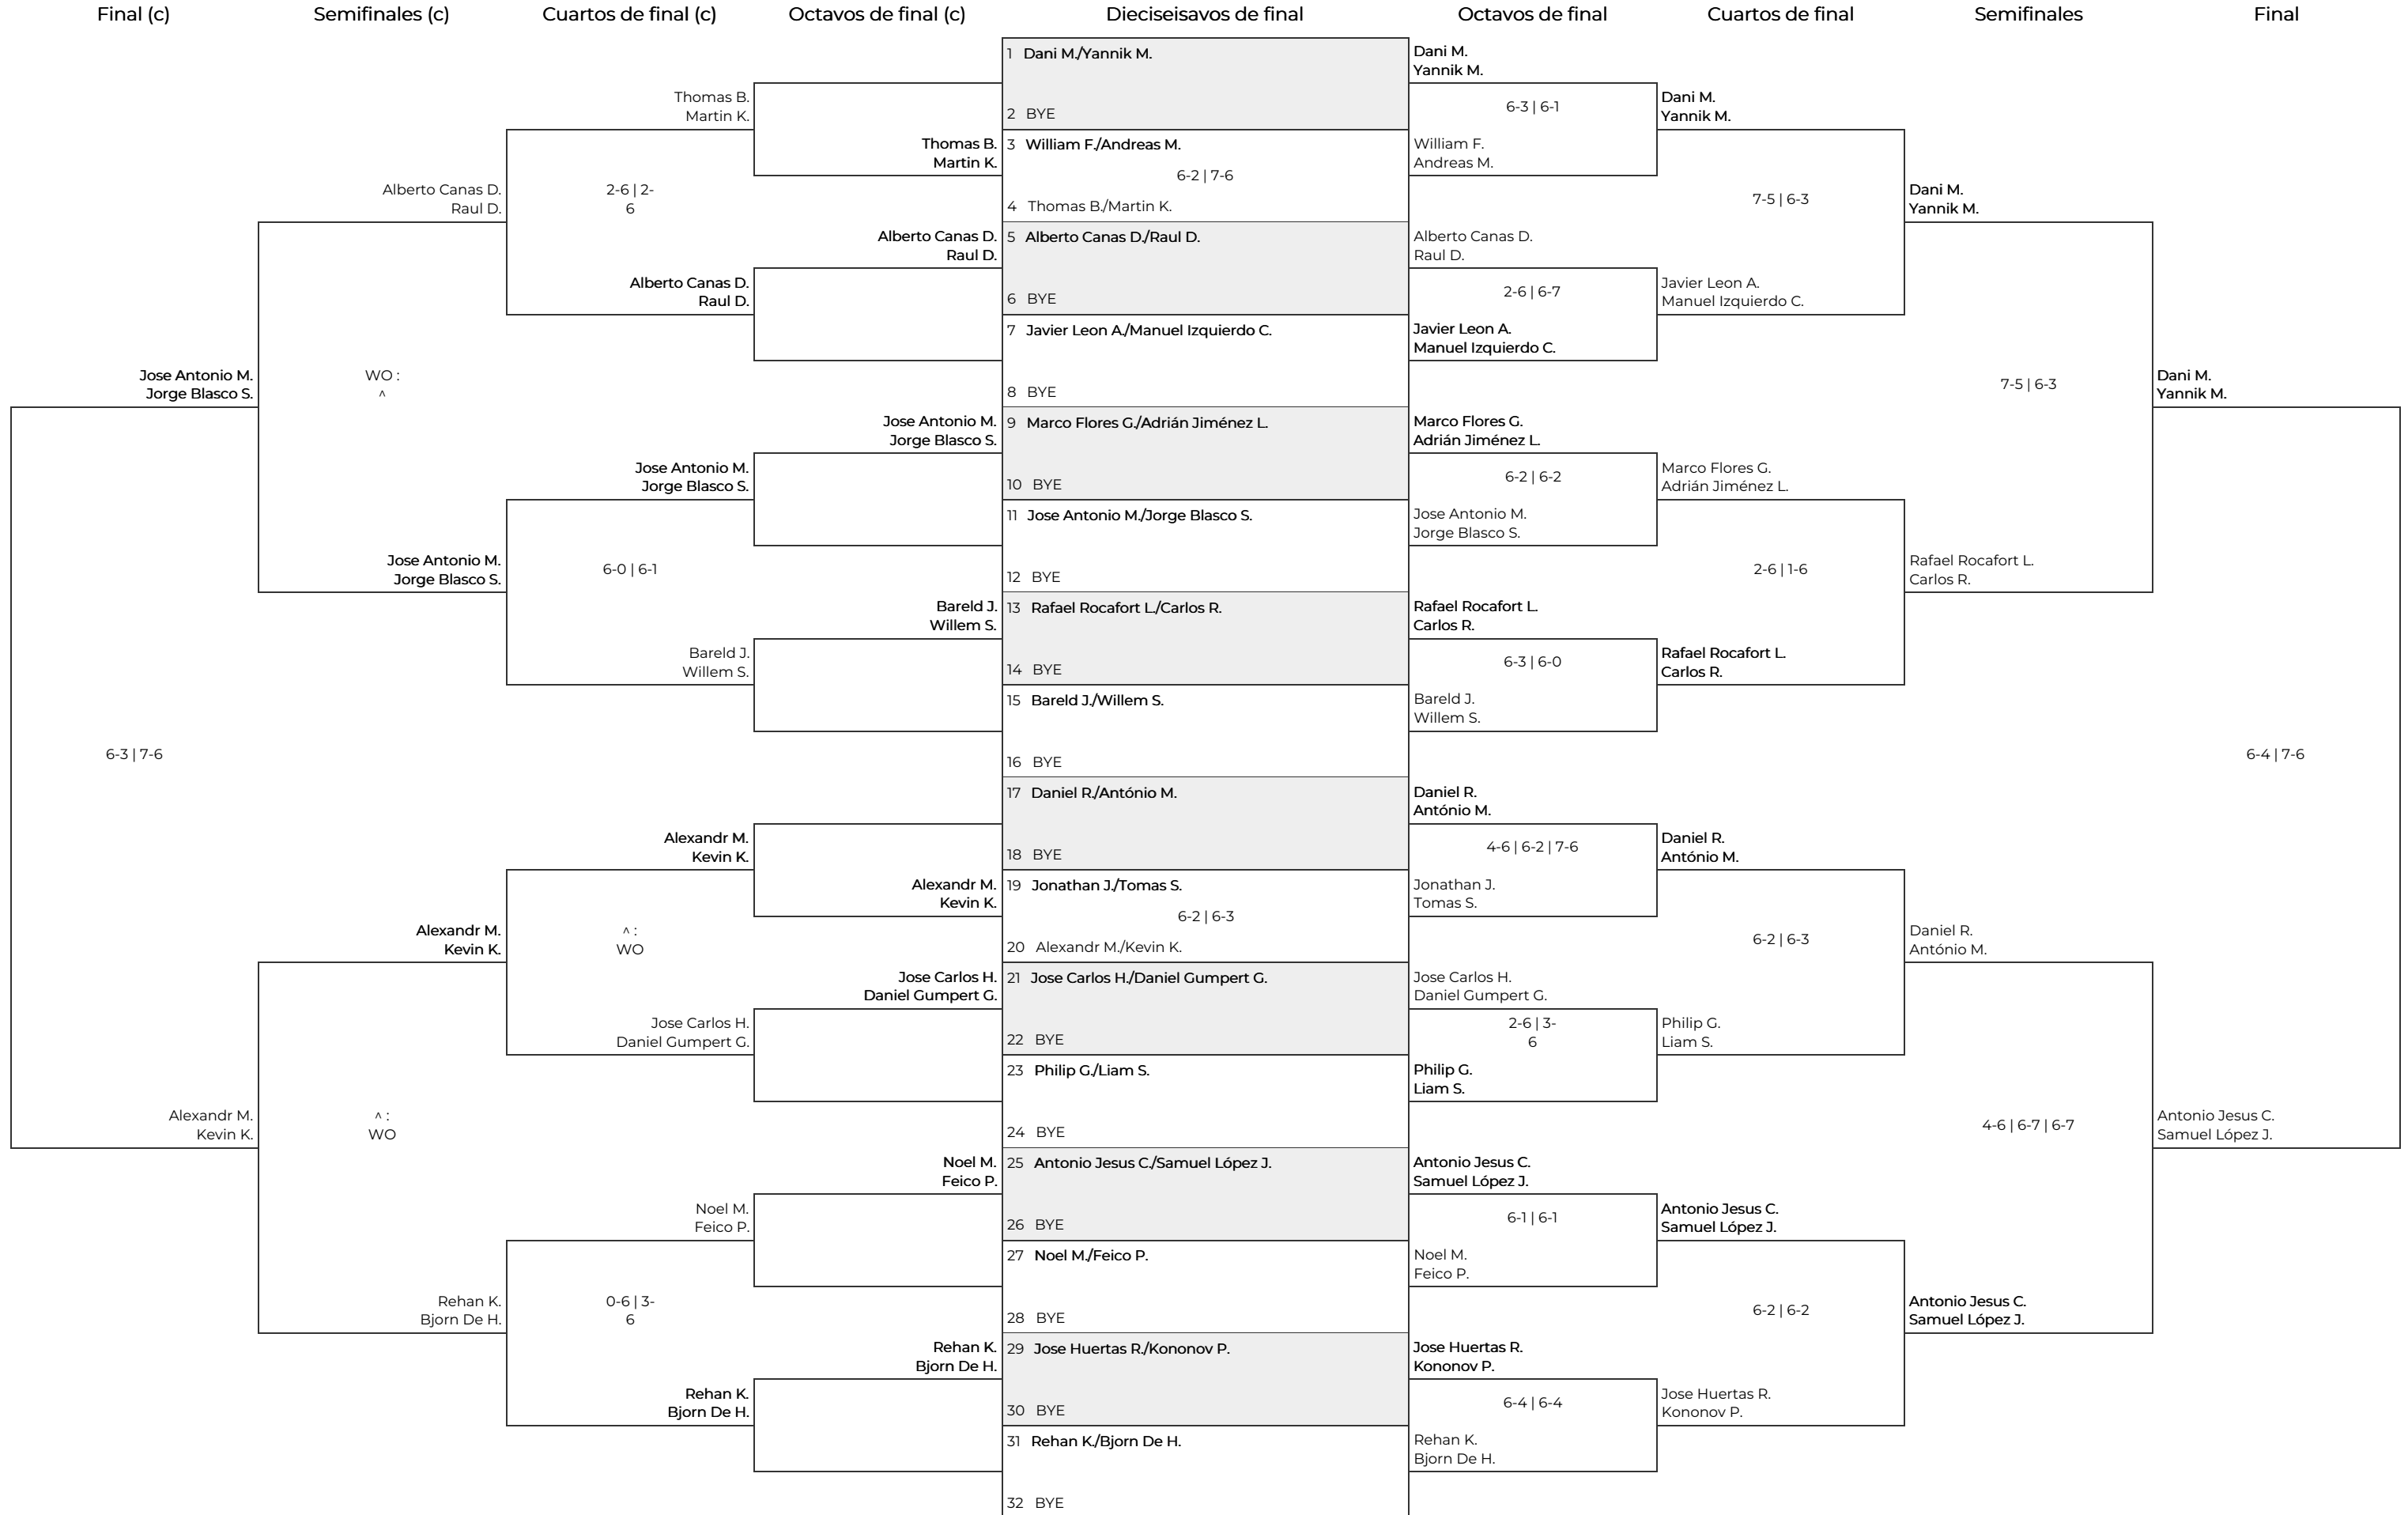 Final (c)
Semifinales (c)
Cuartos de final (c)
Octavos de final (c)
Dieciseisavos de final
Octavos de final
Cuartos de final
Semifinales
Final
Jose Antonio M.
Jorge Blasco S.
6-3 | 7-6
Alexandr M.
Kevin K.
Alberto Canas D.
Raul D.
WO :
^
Jose Antonio M.
Jorge Blasco S.
Alexandr M.
Kevin K.
^ :
WO
Rehan K.
Bjorn De H.
Thomas B.
Martin K.
2-6 | 2-
6
Alberto Canas D.
Raul D.
Jose Antonio M.
Jorge Blasco S.
6-0 | 6-1
Bareld J.
Willem S.
Alexandr M.
Kevin K.
^ :
WO
Jose Carlos H.
Daniel Gumpert G.
Noel M.
Feico P.
0-6 | 3-
6
Rehan K.
Bjorn De H.
Thomas B.
Martin K.
Alberto Canas D.
Raul D.
Jose Antonio M.
Jorge Blasco S.
Bareld J.
Willem S.
Alexandr M.
Kevin K.
Jose Carlos H.
Daniel Gumpert G.
Noel M.
Feico P.
Rehan K.
Bjorn De H.
1 Dani M./Yannik M.
2 BYE
3 William F./Andreas M.
6-2 | 7-6
4 Thomas B./Martin K.
5 Alberto Canas D./Raul D.
6 BYE
7 Javier Leon A./Manuel Izquierdo C.
8 BYE
9 Marco Flores G./Adrián Jiménez L.
10 BYE
11 Jose Antonio M./Jorge Blasco S.
12 BYE
13 Rafael Rocafort L./Carlos R.
14 BYE
15 Bareld J./Willem S.
16 BYE
17 Daniel R./António M.
18 BYE
19 Jonathan J./Tomas S.
6-2 | 6-3
20 Alexandr M./Kevin K.
21 Jose Carlos H./Daniel Gumpert G.
22 BYE
23 Philip G./Liam S.
24 BYE
25 Antonio Jesus C./Samuel López J.
26 BYE
27 Noel M./Feico P.
28 BYE
29 Jose Huertas R./Kononov P.
30 BYE
31 Rehan K./Bjorn De H.
32 BYE
Dani M.
Yannik M.
6-3 | 6-1
William F.
Andreas M.
Alberto Canas D.
Raul D.
2-6 | 6-7
Javier Leon A.
Manuel Izquierdo C.
Marco Flores G.
Adrián Jiménez L.
6-2 | 6-2
Jose Antonio M.
Jorge Blasco S.
Rafael Rocafort L.
Carlos R.
6-3 | 6-0
Bareld J.
Willem S.
Daniel R.
António M.
4-6 | 6-2 | 7-6
Jonathan J.
Tomas S.
Jose Carlos H.
Daniel Gumpert G.
2-6 | 3-
6
Philip G.
Liam S.
Antonio Jesus C.
Samuel López J.
6-1 | 6-1
Noel M.
Feico P.
Jose Huertas R.
Kononov P.
6-4 | 6-4
Rehan K.
Bjorn De H.
Dani M.
Yannik M.
7-5 | 6-3
Javier Leon A.
Manuel Izquierdo C.
Marco Flores G.
Adrián Jiménez L.
2-6 | 1-6
Rafael Rocafort L.
Carlos R.
Daniel R.
António M.
6-2 | 6-3
Philip G.
Liam S.
Antonio Jesus C.
Samuel López J.
6-2 | 6-2
Jose Huertas R.
Kononov P.
Dani M.
Yannik M.
7-5 | 6-3
Rafael Rocafort L.
Carlos R.
Daniel R.
António M.
4-6 | 6-7 | 6-7
Antonio Jesus C.
Samuel López J.
Dani M.
Yannik M.
6-4 | 7-6
Antonio Jesus C.
Samuel López J.